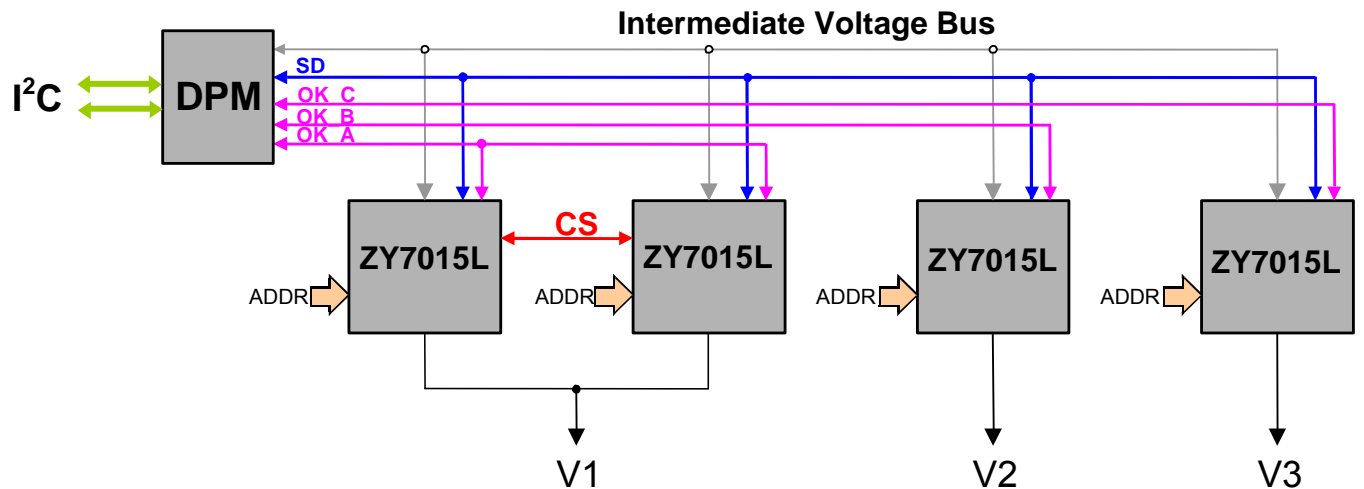 Intermediate Voltage Bus
I²C
DPM
SD
OK_C
OK_B
OK_A
CS
ZY7015L
ZY7015L
ZY7015L
ZY7015L
ADDR
ADDR
ADDR
ADDR
V1
V2
V3